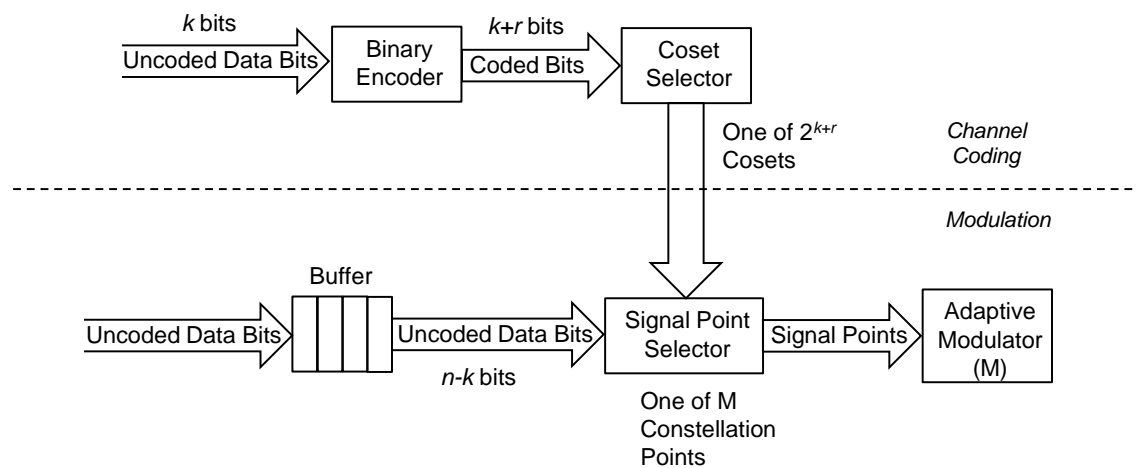 k bits
Uncoded Data Bits
Binary
Encoder
k+r bits
Coded Bits
Coset
Selector
One of 2^{k+r}
Cosets
Channel
Coding
Modulation
Buffer
Uncoded Data Bits
Uncoded Data Bits
n-k bits
Signal Point
Selector
One of M
Constellation
Points
Signal Points
Adaptive
Modulator
(M)